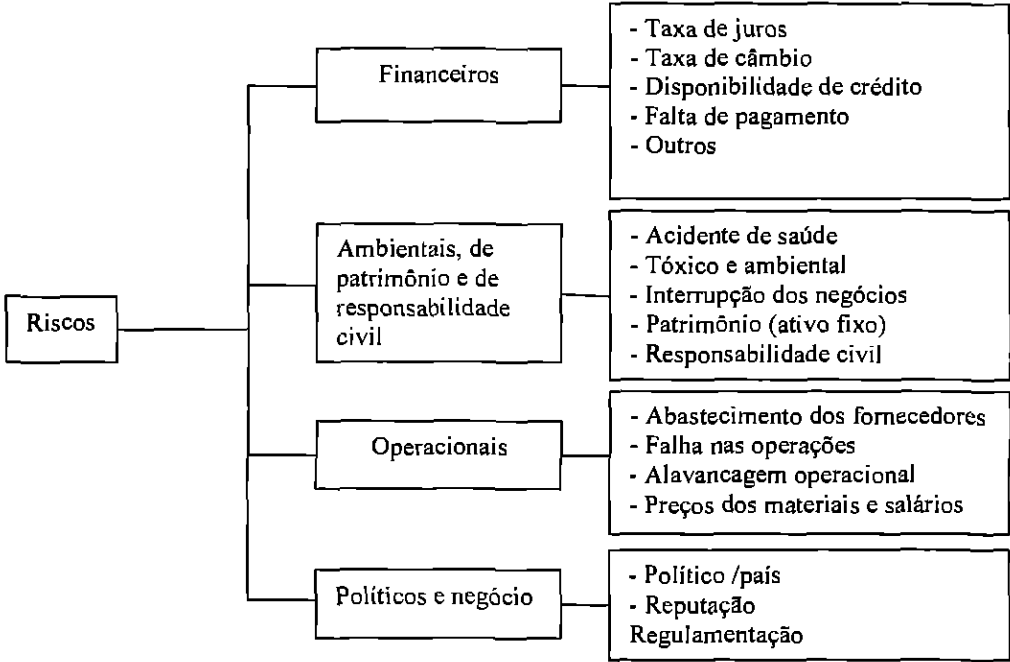 Riscos
Financeiros
- Taxa de juros
- Taxa de câmbio
- Disponibilidade de crédito
- Falta de pagamento
- Outros
Ambientais, de
patrimônio e de
responsabilidade
civil
- Acidente de saúde
- Tóxico e ambiental
- Interrupção dos negócios
- Patrimônio (ativo fixo)
- Responsabilidade civil
Operacionais
- Abastecimento dos fornecedores
- Falha nas operações
- Alavancagem operacional
- Preços dos materiais e salários
Políticos e negócio
- Político /país
- Reputação
Regulamentação